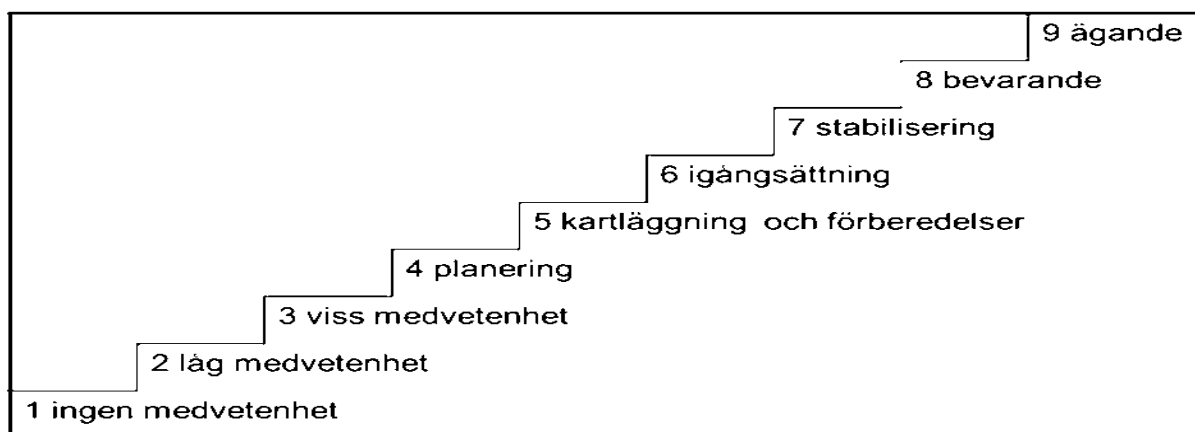 9 ägande
8 bevarande
7 stabilisering
6 igångsättning
5 kartläggning och förberedelser
4 planering
3 viss medvetenhet
2 låg medvetenhet
1 ingen medvetenhet